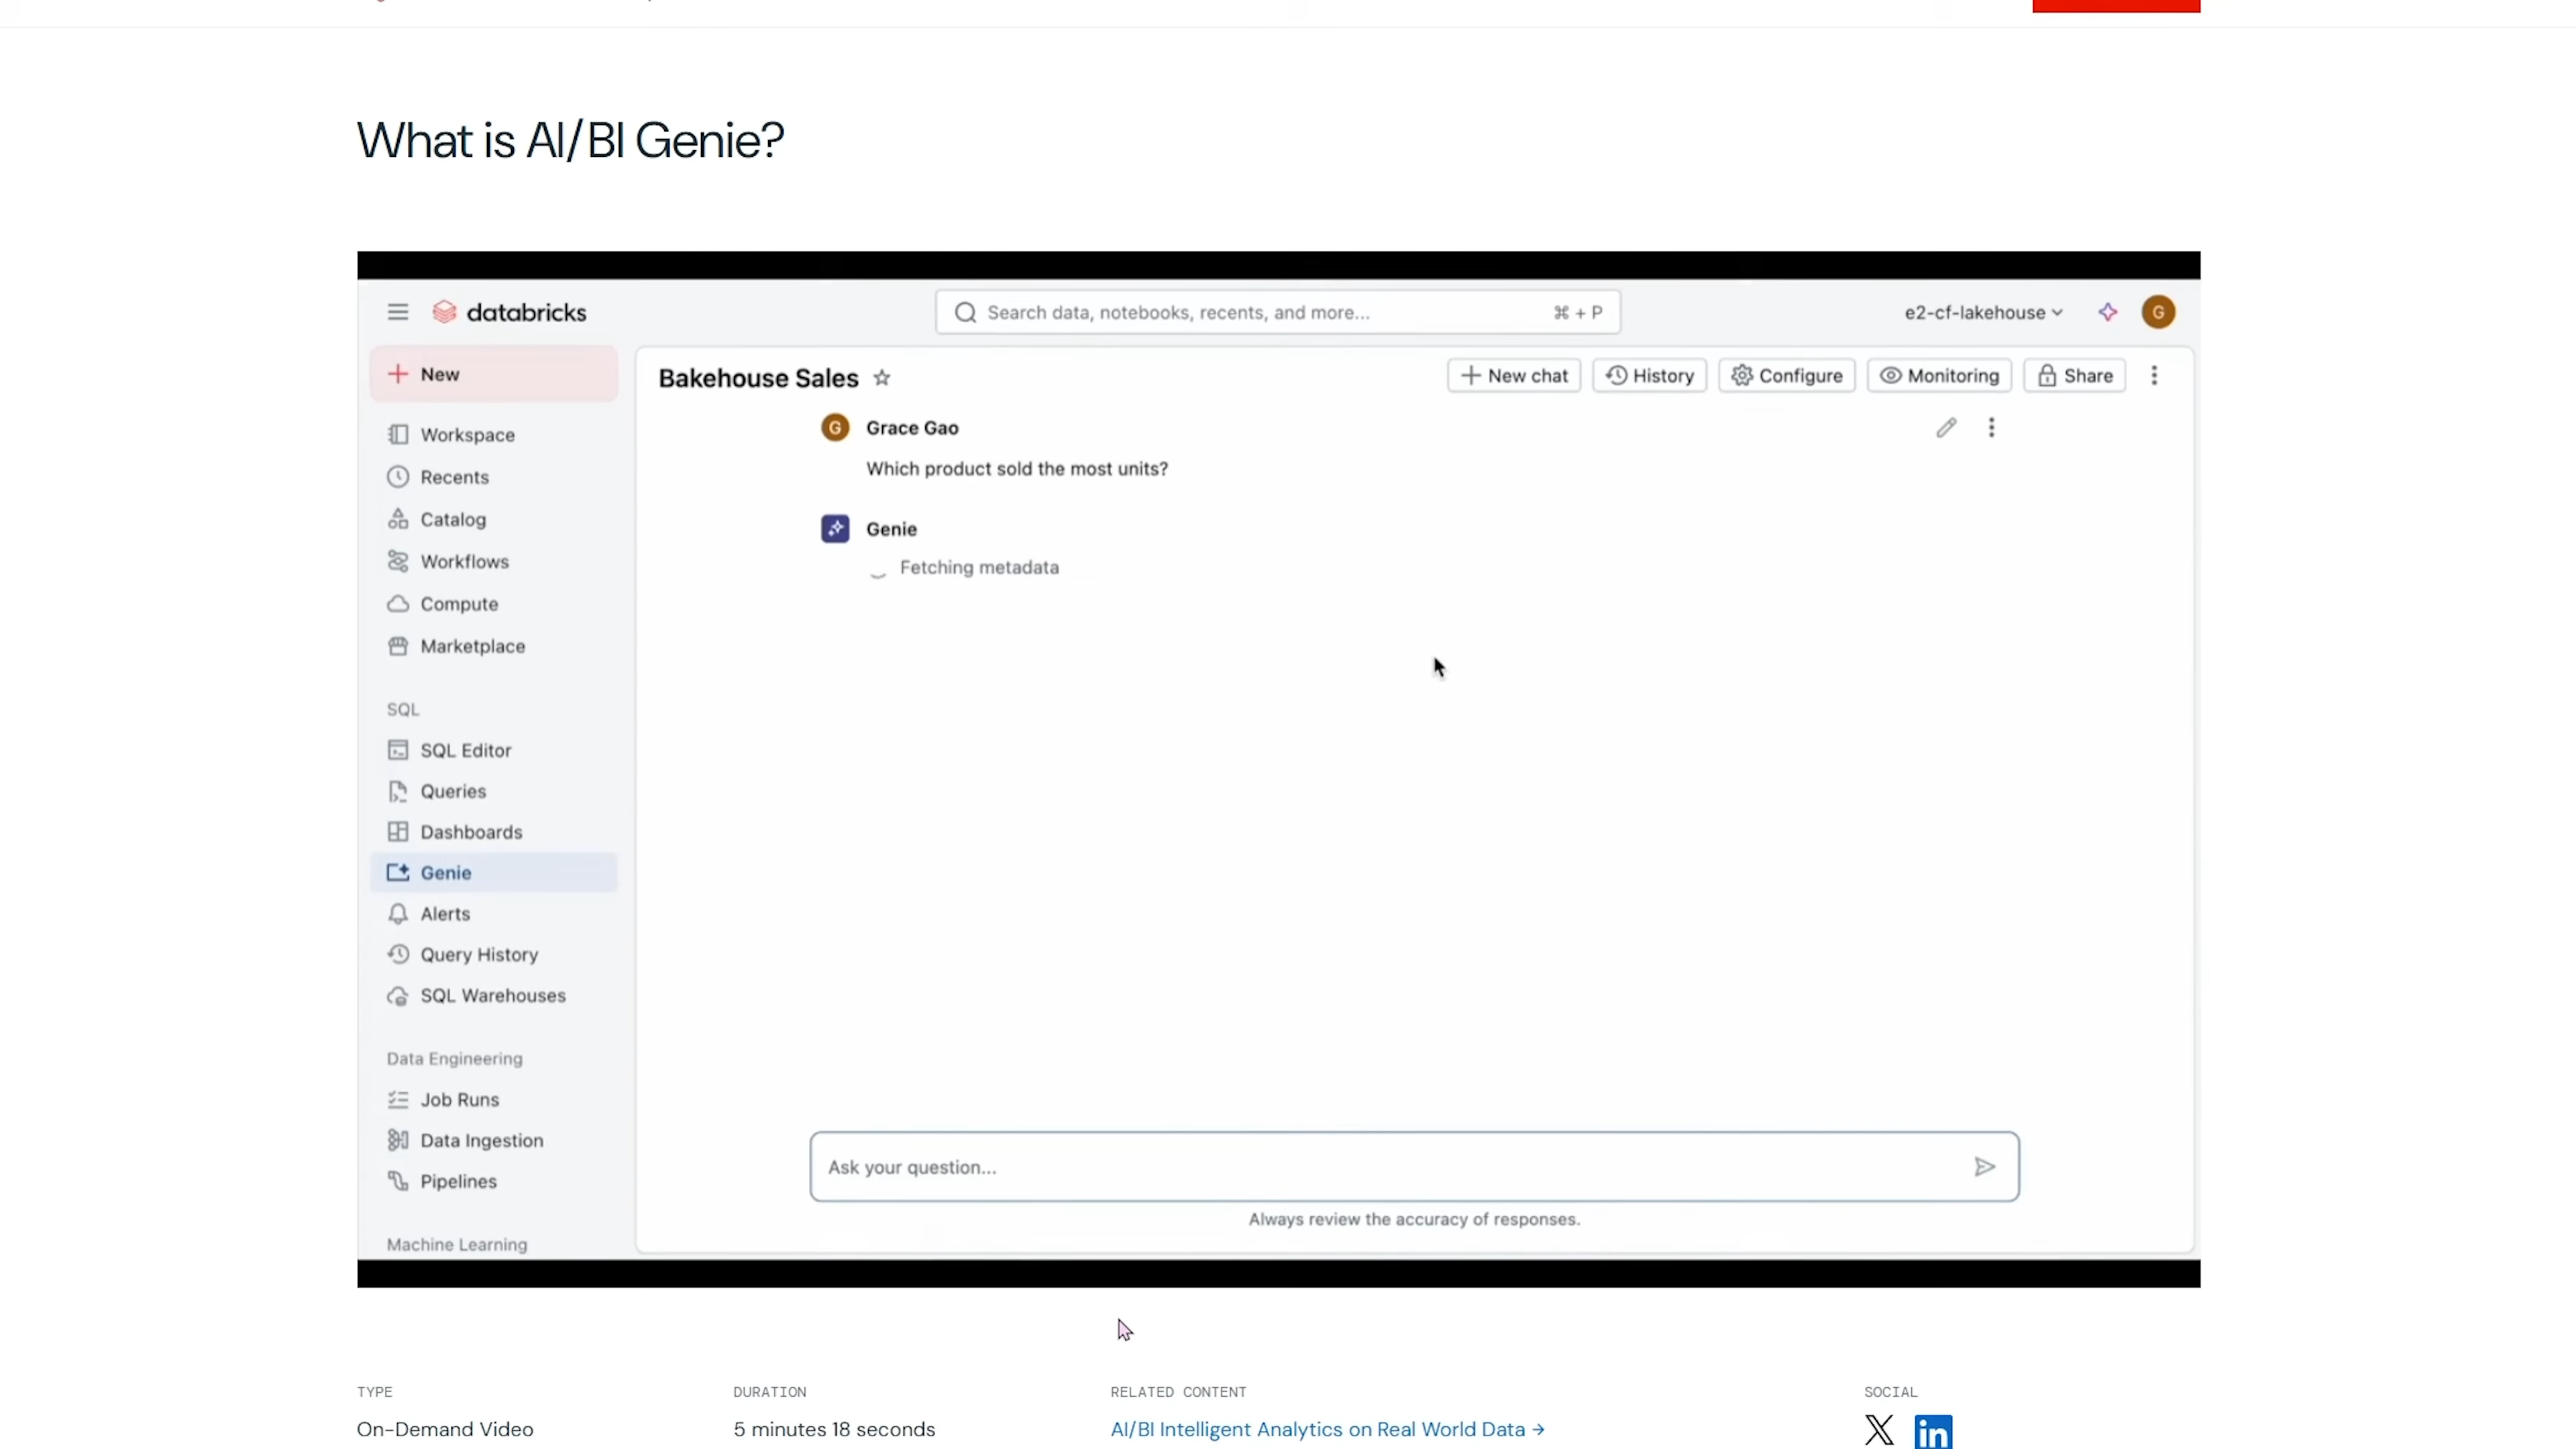 What is AI/BI Genie?
databricks
Search data, notebooks, recents, and more...
⌘ + P
e2-cf-lakehouse
G
New
Bakehouse Sales
New chat
History
Configure
Monitoring
Share
Workspace
Recents
Catalog
Workflows
Compute
Marketplace
SQL
SQL Editor
Queries
Dashboards
Genie
Alerts
Query History
SQL Warehouses
Data Engineering
Job Runs
Data Ingestion
Pipelines
Machine Learning
G
Grace Gao
Which product sold the most units?
Genie
Fetching metadata
Ask your question...
Always review the accuracy of responses.
TYPE
On-Demand Video
DURATION
5 minutes 18 seconds
RELATED CONTENT
AI/BI Intelligent Analytics on Real World Data →
SOCIAL
X
in